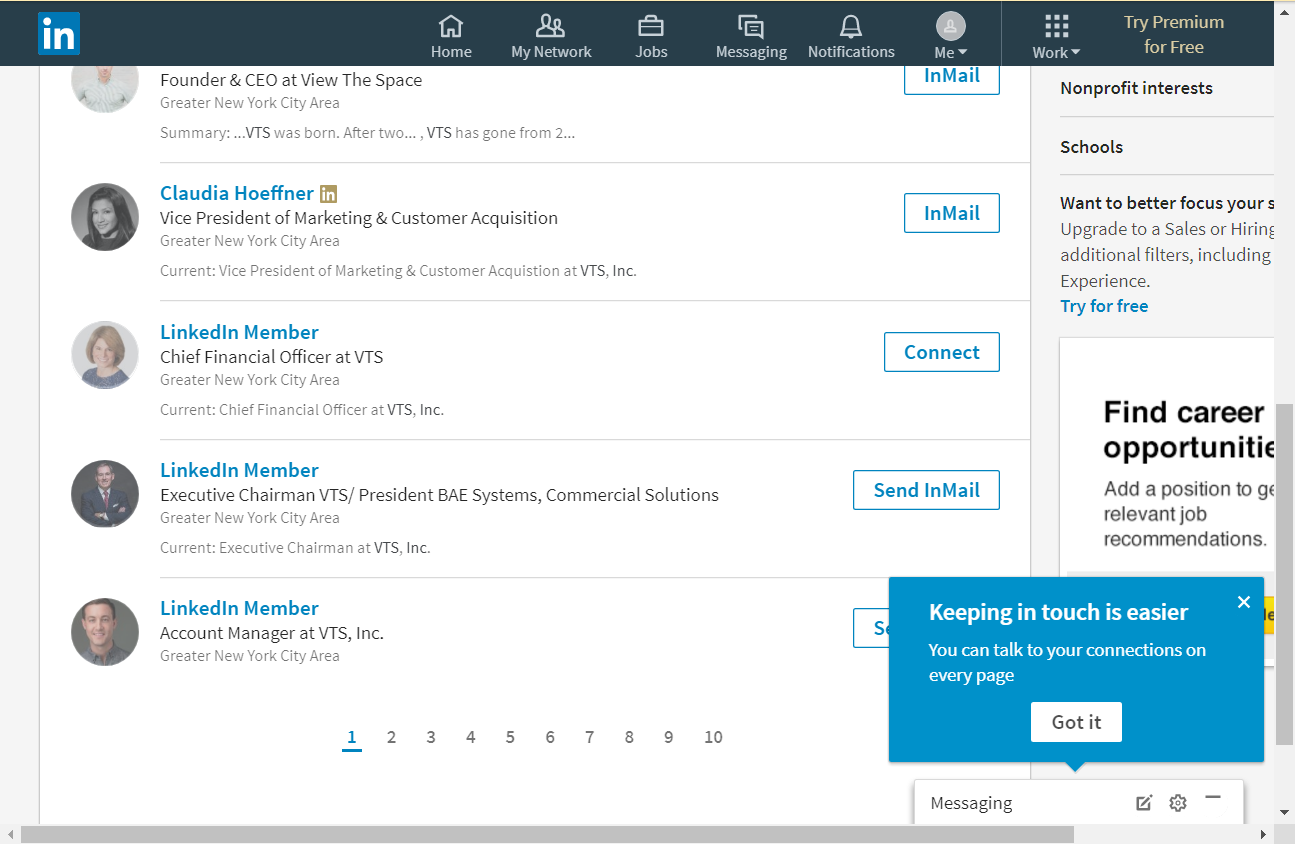 in
Home
My Network
Jobs
Messaging
Notifications
Me
Work
Try Premium
for Free
Founder & CEO at View The Space
Greater New York City Area
Summary: ...VTS was born. After two... , VTS has gone from 2...
InMail
Claudia Hoeffner in
Vice President of Marketing & Customer Acquisition
Greater New York City Area
Current: Vice President of Marketing & Customer Acquistion at VTS, Inc.
InMail
LinkedIn Member
Chief Financial Officer at VTS
Greater New York City Area
Current: Chief Financial Officer at VTS, Inc.
Connect
LinkedIn Member
Executive Chairman VTS/ President BAE Systems, Commercial Solutions
Greater New York City Area
Current: Executive Chairman at VTS, Inc.
Send InMail
LinkedIn Member
Account Manager at VTS, Inc.
Greater New York City Area
1 2 3 4 5 6 7 8 9 10
Nonprofit interests
Schools
Want to better focus your s
Upgrade to a Sales or Hiring
additional filters, including
Experience.
Try for free
Find career
opportunitie
Add a position to ge
relevant job
recommendations.
Keeping in touch is easier
You can talk to your connections on
every page
Got it
Messaging